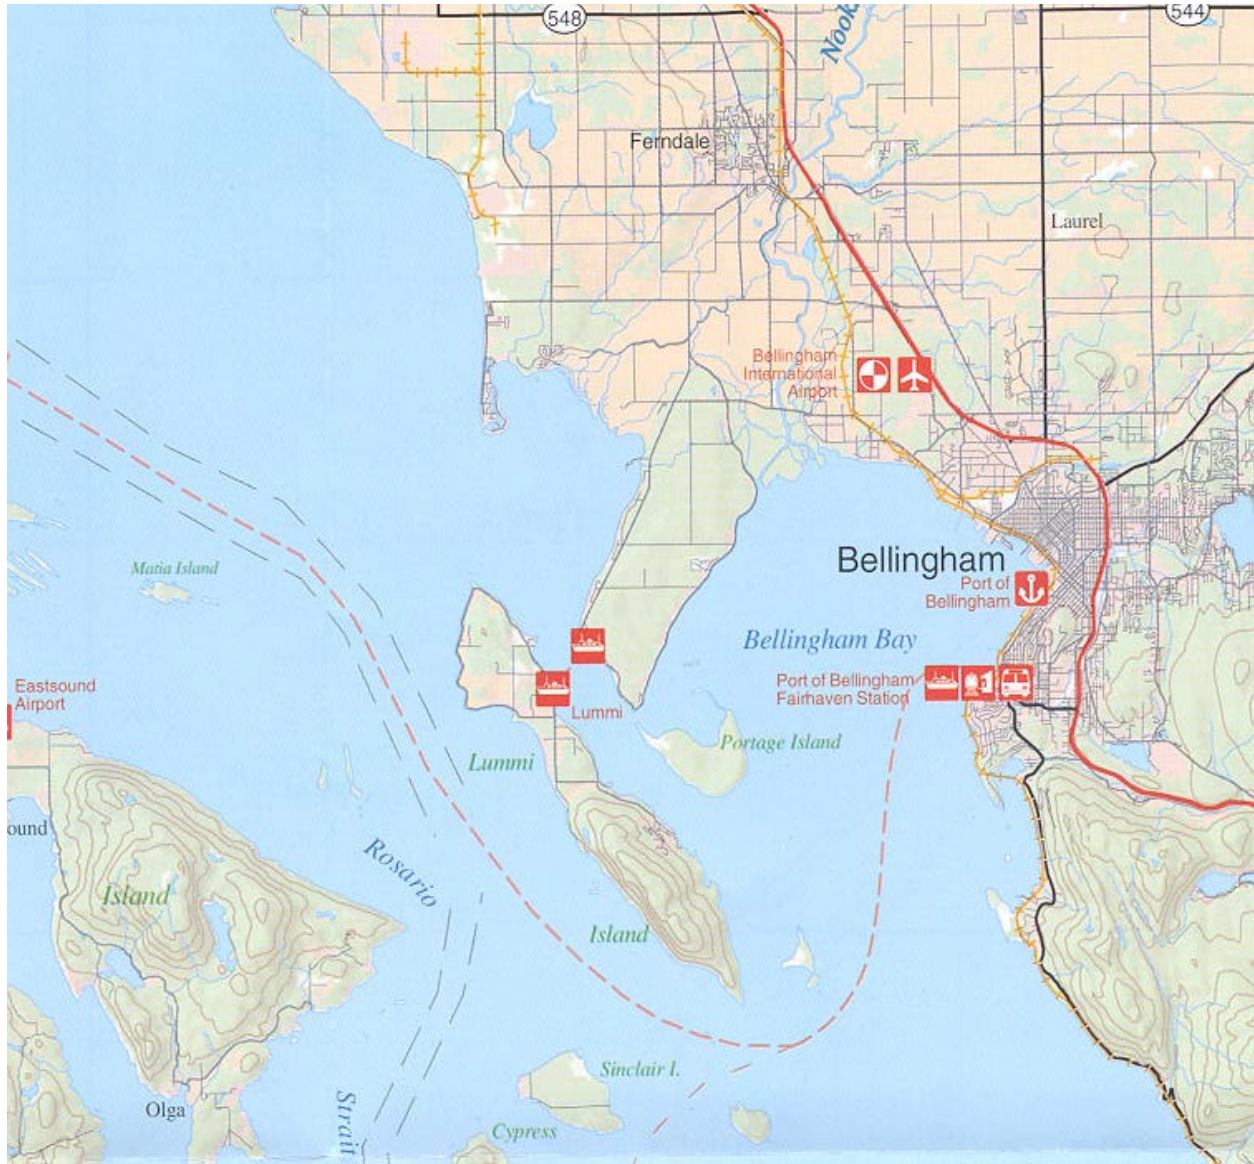 548
544
Nook
Ferndale
Laurel
Bellingham
International
Airport
Matia Island
Bellingham
Port of
Bellingham
Bellingham Bay
Eastsound
Airport
Port of Bellingham
Fairhaven Station
Lummi
Portage Island
Lummi
ound
Rosario
Island
Island
Sinclair I.
Olga
Strait
Cypress